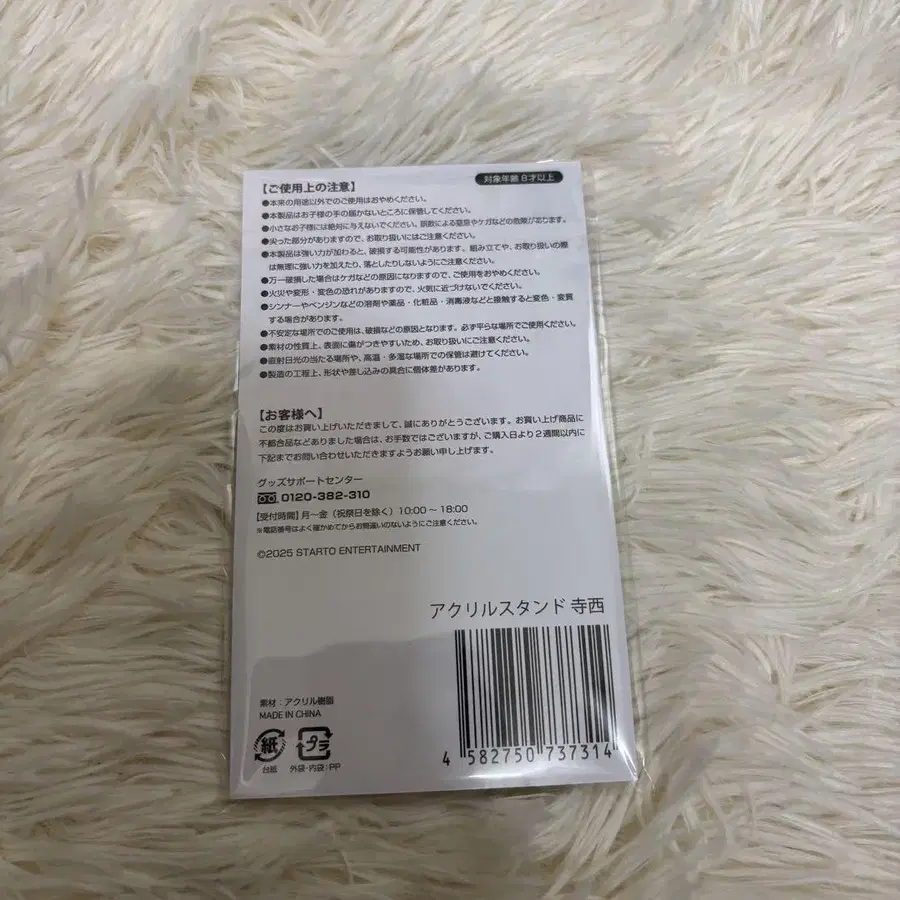 対象年齢 8才以上
【ご使用上の注意】
●本来の用途以外でのご使用はおやめください。
●本製品はお子様の手の届かないところに保管してください。
●小さなお子様には絶対に与えないでください。誤飲による窒息やケガなどの危険があります。
●尖った部分がありますので、お取り扱いにはご注意ください。
●本製品は強い力が加わると、破損する可能性があります。組み立てや、お取り扱いの際
は無理に強い力を加えたり、落としたりしないようにご注意ください。
●万一破損した場合はケガなどの原因になりますので、ご使用をおやめください。
●火災や変形・変色の恐れがありますので、火気に近づけないでください。
●シンナーやベンジンなどの溶剤や薬品・化粧品・消毒液などと接触すると変色・変質
する場合があります。
●不安定な場所でのご使用は、破損などの原因となります。必ず平らな場所でご使用ください。
●素材の性質上、表面に傷がつきやすいため、お取り扱いにご注意ください。
●直射日光の当たる場所や、高温・多湿な場所での保管は避けてください。
●製造の工程上、形状や差し込みの具合に個体差があります。
【お客様へ】
この度はお買い上げいただきまして、誠にありがとうございます。お買い上げ商品に
不都合品などありました場合は、お手数ではございますが、ご購入日より2週間以内に
下記までお問い合わせいただきますようお願い申し上げます。
グッズサポートセンター
0120-382-310
【受付時間】月〜金(祝祭日を除く)10:00〜18:00
※電話番号はよく確かめてからお間違いのないようにご注意ください。
©2025 STARTO ENTERTAINMENT
アクリルスタンド 寺西
素材:アクリル樹脂
MADE IN CHINA
紙
プラ
台紙
外袋・内袋:PP
4 582750 737314